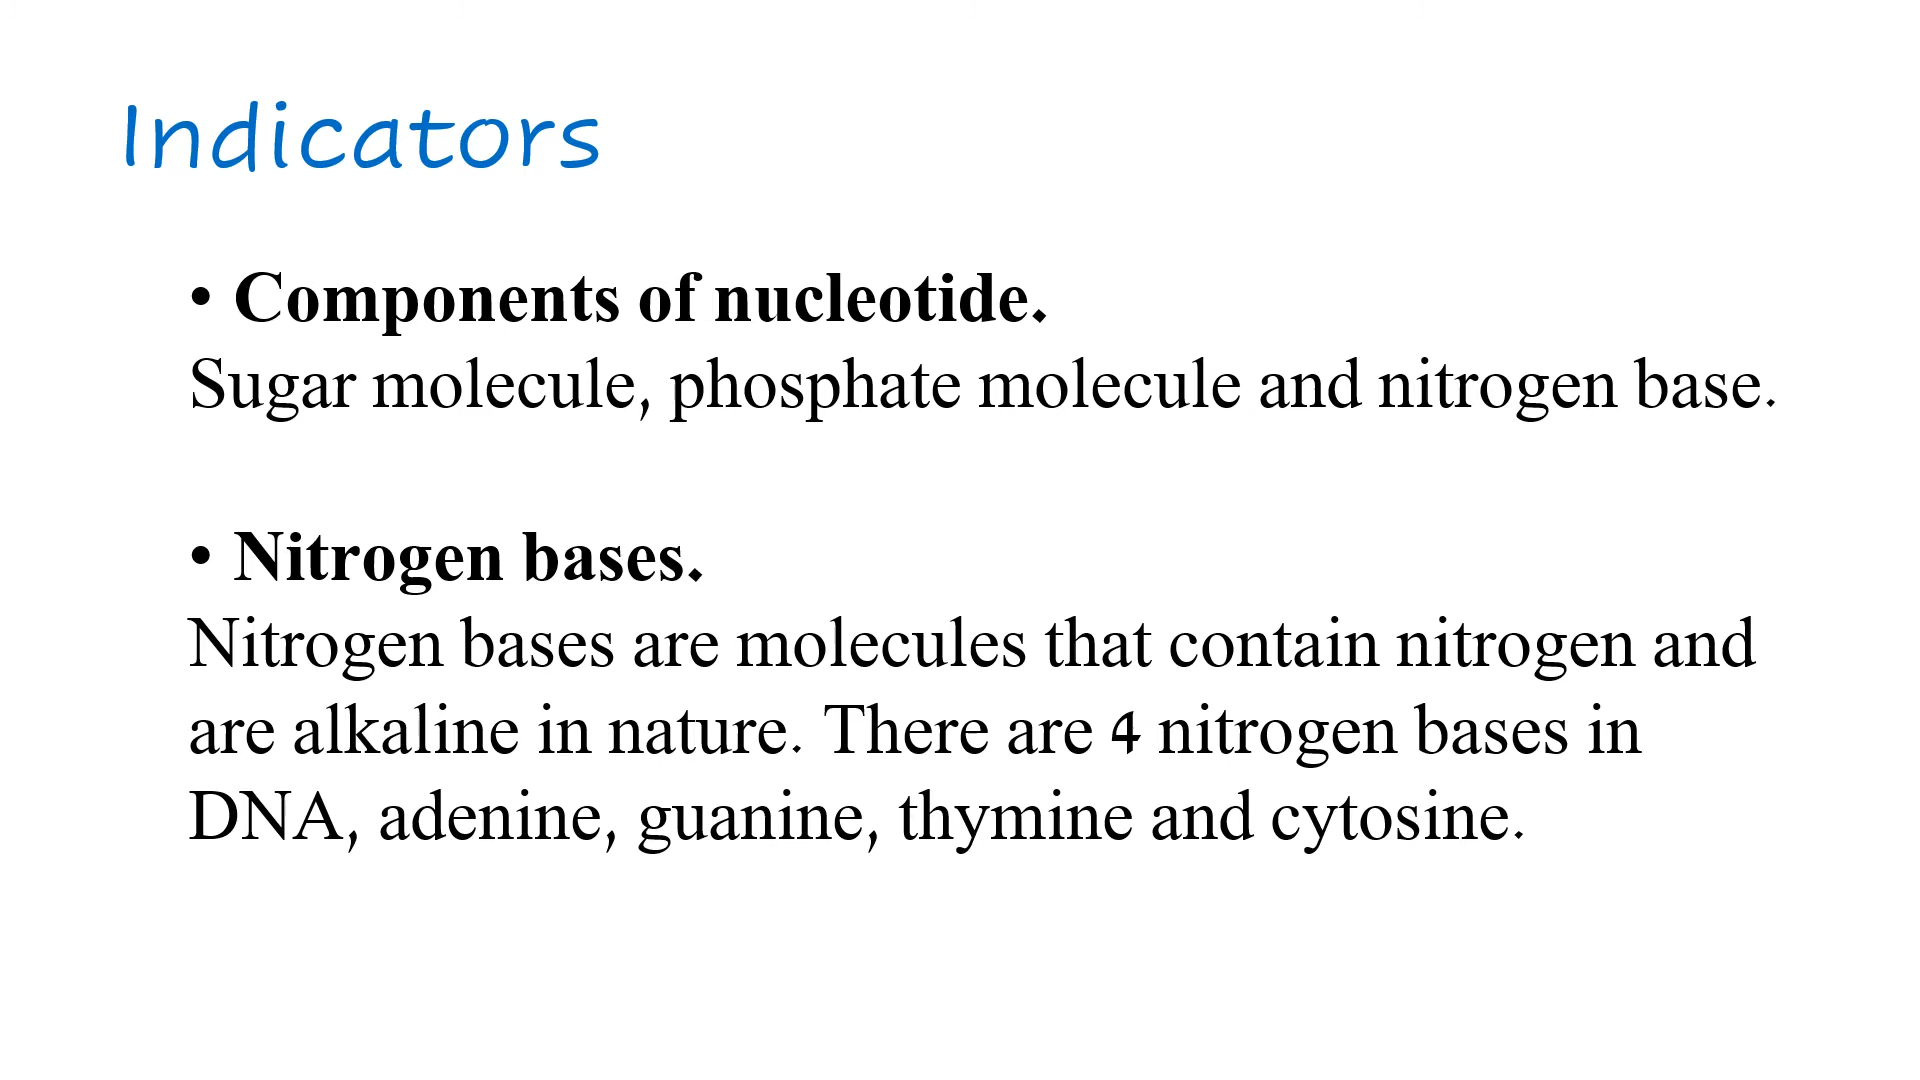 Indicators
• Components of nucleotide.
Sugar molecule, phosphate molecule and nitrogen base.
• Nitrogen bases.
Nitrogen bases are molecules that contain nitrogen and
are alkaline in nature. There are 4 nitrogen bases in
DNA, adenine, guanine, thymine and cytosine.